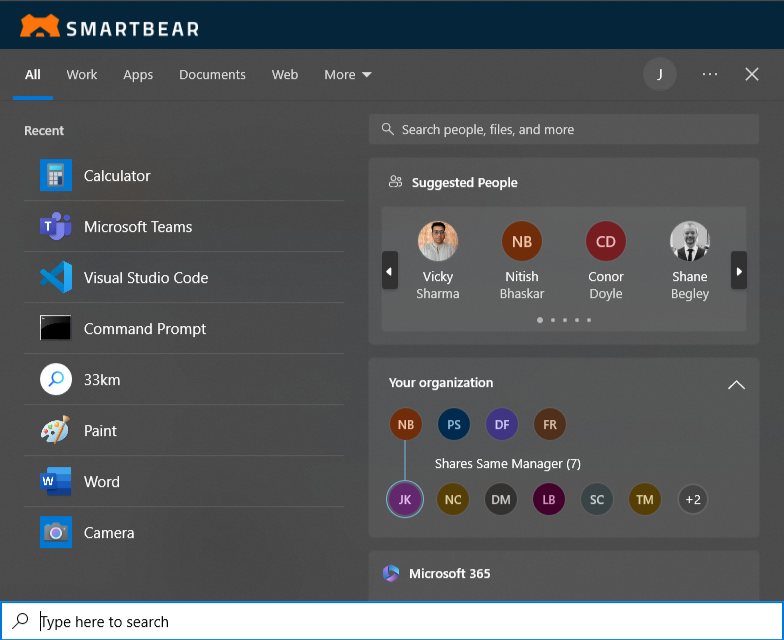 SMARTBEAR
All Work Apps Documents Web More
J ...
Recent
Calculator
Microsoft Teams
Visual Studio Code
Command Prompt
33km
Paint
Word
Camera
Search people, files, and more
Suggested People
NB CD
Vicky Nitish Conor Shane
Sharma Bhaskar Doyle Begley
Your organization
NB PS DF FR
Shares Same Manager (7)
JK NC DM LB SC TM +2
Microsoft 365
Type here to search